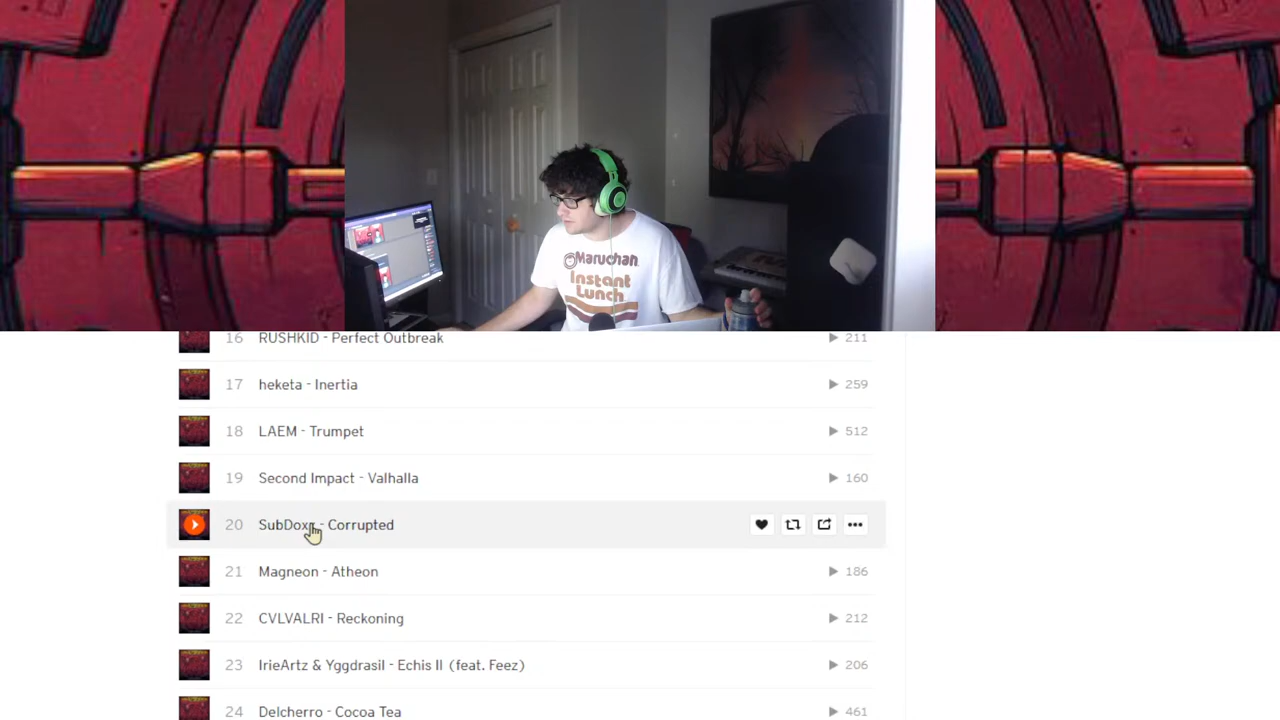 Maruchan
Instant
Lunch
16 RUSHKID - Perfect Outbreak 211
17 heketa - Inertia 259
18 LAEM - Trumpet 512
19 Second Impact - Valhalla 160
20 - Corrupted
21 Magneon - Atheon 186
22 CVLVALRI - Reckoning 212
23 IrieArtz & Yggdrasil - Echis II (feat. Feez) 206
24 Delcherro - Cocoa Tea 461